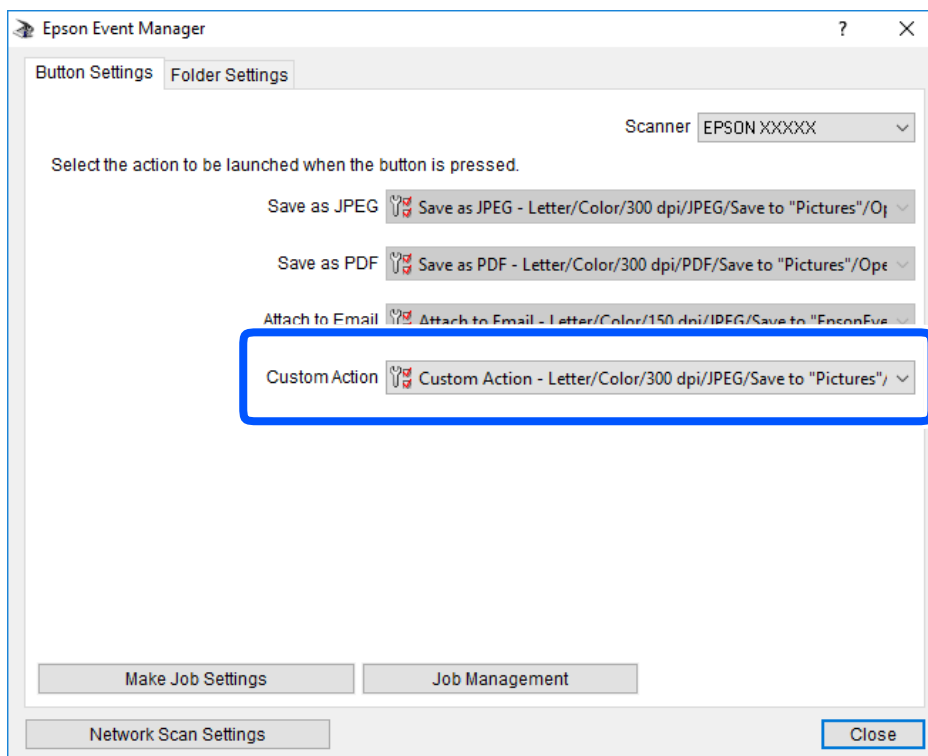 Epson Event Manager
Button Settings Folder Settings
Scanner EPSON XXXXX
Select the action to be launched when the button is pressed.
Save as JPEG Save as JPEG - Letter/Color/300 dpi/JPEG/Save to "Pictures"/Op
Save as PDF Save as PDF - Letter/Color/300 dpi/PDF/Save to "Pictures"/Ope
Attach to Email Attach to Email - Letter/Color/150 dpi/JPEG/Save to "EpsonEve
Custom Action Custom Action - Letter/Color/300 dpi/JPEG/Save to "Pictures"/
Make Job Settings Job Management
Network Scan Settings Close